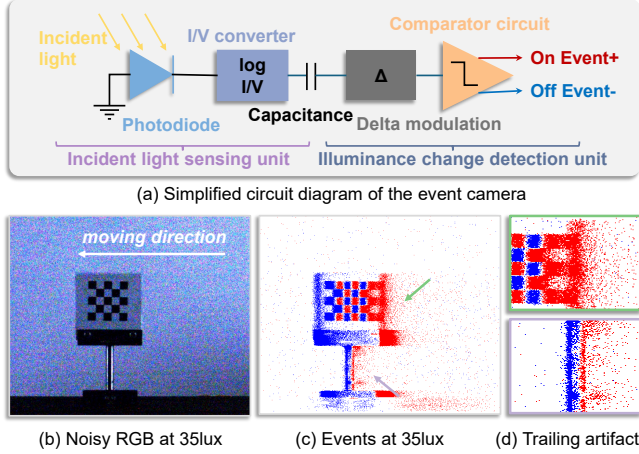 Incident
light
I/V converter
Comparator circuit
log
I/V
Δ
On Event+
Off Event-
Capacitance
Photodiode
Delta modulation
Incident light sensing unit
Illuminance change detection unit
(a) Simplified circuit diagram of the event camera
moving direction
(b) Noisy RGB at 35lux
(c) Events at 35lux
(d) Trailing artifact